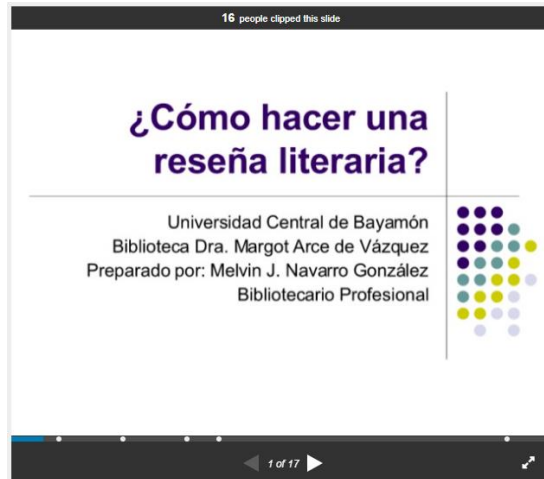 16 people clipped this slide
¿Cómo hacer una
reseña literaria?
Universidad Central de Bayamón
Biblioteca Dra. Margot Arce de Vázquez
Preparado por: Melvin J. Navarro González
Bibliotecario Profesional
1 of 17